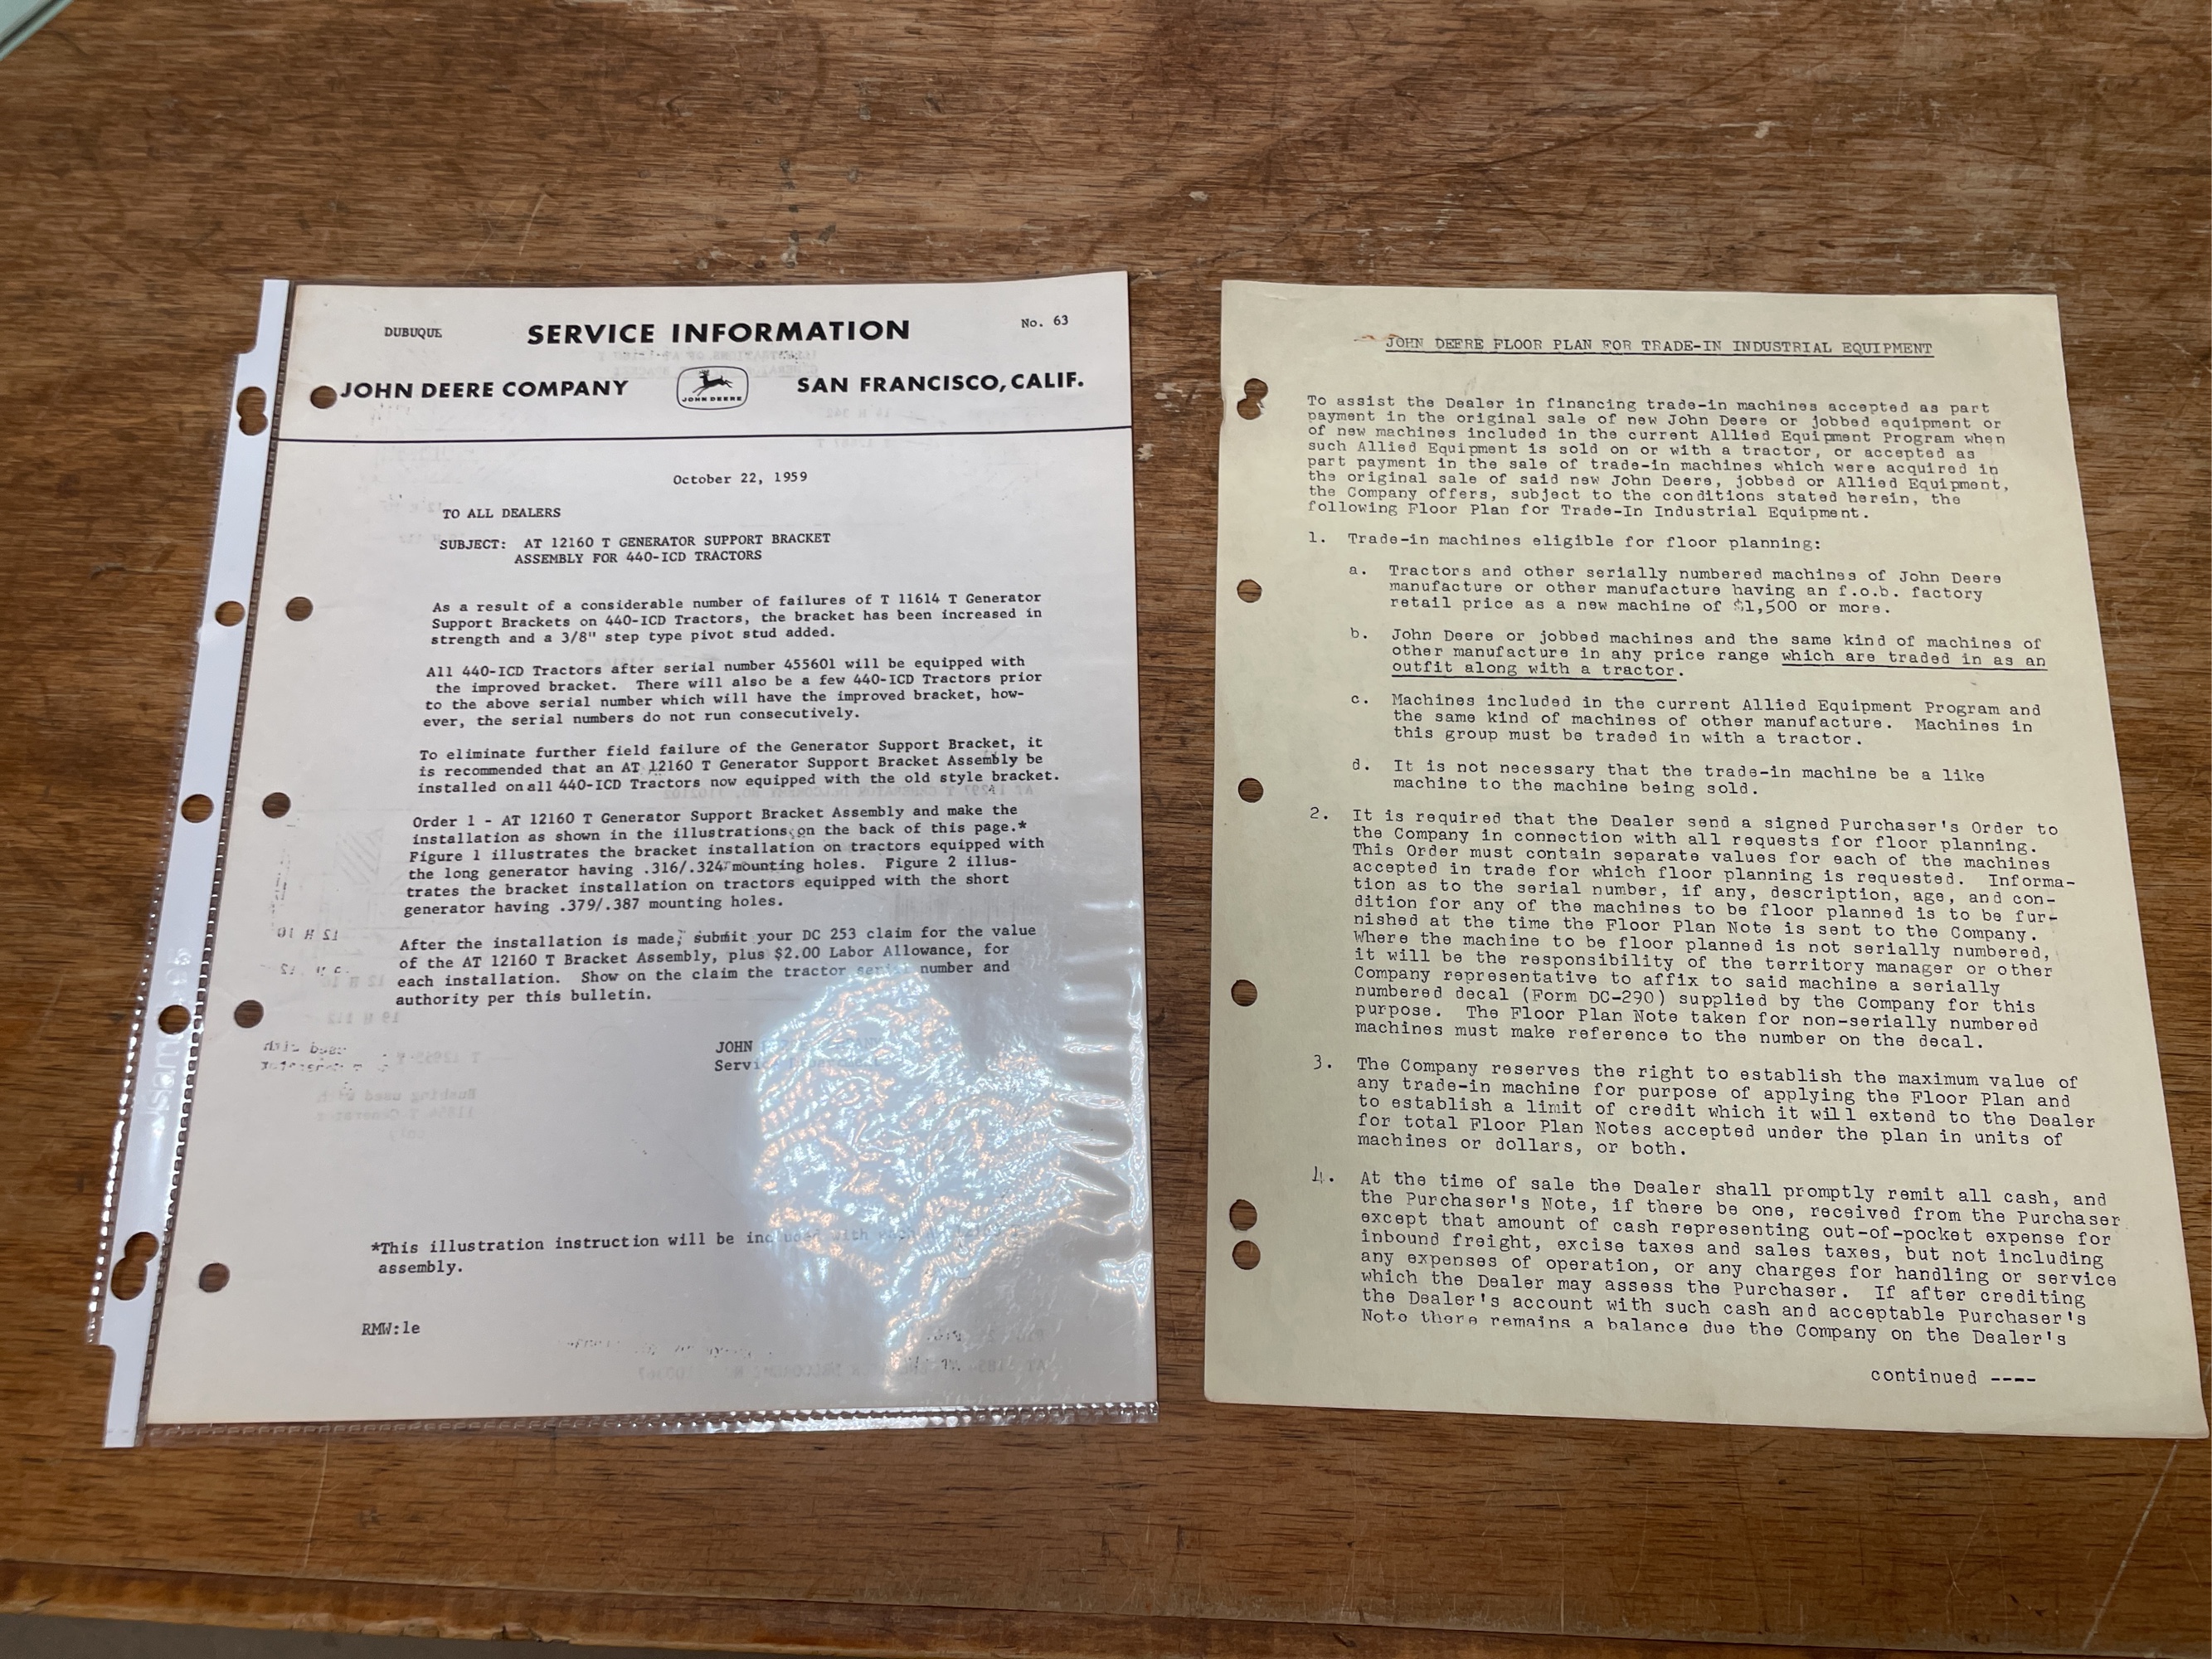 DUBUQUE
SERVICE INFORMATION
No. 63
JOHN DEERE COMPANY
JOHN DEERE
SAN FRANCISCO, CALIF.
October 22, 1959
TO ALL DEALERS
SUBJECT: AT 12160 T GENERATOR SUPPORT BRACKET
ASSEMBLY FOR 440-ICD TRACTORS
As a result of a considerable number of failures of T 11614 T Generator
Support Brackets on 440-ICD Tractors, the bracket has been increased in
strength and a 3/8" step type pivot stud added.
All 440-ICD Tractors after serial number 455601 will be equipped with
the improved bracket. There will also be a few 440-ICD Tractors prior
to the above serial number which will have the improved bracket, how-
ever, the serial numbers do not run consecutively.
To eliminate further field failure of the Generator Support Bracket, it
is recommended that an AT 12160 T Generator Support Bracket Assembly be
installed on all 440-ICD Tractors now equipped with the old style bracket.
Order 1 - AT 12160 T Generator Support Bracket Assembly and make the
installation as shown in the illustrations on the back of this page.*
Figure 1 illustrates the bracket installation on tractors equipped with
the long generator having .316/.324 mounting holes. Figure 2 illus-
trates the bracket installation on tractors equipped with the short
generator having .379/.387 mounting holes.
After the installation is made, submit your DC 253 claim for the value
of the AT 12160 T Bracket Assembly, plus $2.00 Labor Allowance, for
each installation. Show on the claim the tractor serial number and
authority per this bulletin.
JOHN
*This illustration instruction will be included with
assembly.
RMW:le
JOHN DEERE FLOOR PLAN FOR TRADE-IN INDUSTRIAL EQUIPMENT
To assist the Dealer in financing trade-in machines accepted as part
payment in the original sale of new John Deere or jobbed equipment or
of new machines included in the current Allied Equipment Program when
such Allied Equipment is sold on or with a tractor, or accepted as
part payment in the sale of trade-in machines which were acquired in
the original sale of said new John Deere, jobbed or Allied Equipment,
the Company offers, subject to the conditions stated herein, the
following Floor Plan for Trade-In Industrial Equipment.
1. Trade-in machines eligible for floor planning:
a. Tractors and other serially numbered machines of John Deere
manufacture or other manufacture having an f.o.b. factory
retail price as a new machine of $1,500 or more.
b. John Deere or jobbed machines and the same kind of machines of
other manufacture in any price range which are traded in as an
outfit along with a tractor.
c. Machines included in the current Allied Equipment Program and
the same kind of machines of other manufacture. Machines in
this group must be traded in with a tractor.
d. It is not necessary that the trade-in machine be a like
machine to the machine being sold.
2. It is required that the Dealer send a signed Purchaser's Order to
the Company in connection with all requests for floor planning.
This Order must contain separate values for each of the machines
accepted in trade for which floor planning is requested. Informa-
tion as to the serial number, if any, description, age, and con-
dition for any of the machines to be floor planned is to be fur-
nished at the time the Floor Plan Note is sent to the Company.
Where the machine to be floor planned is not serially numbered,
it will be the responsibility of the territory manager or other
Company representative to affix to said machine a serially
numbered decal (Form DC-290) supplied by the Company for this
purpose. The Floor Plan Note taken for non-serially numbered
machines must make reference to the number on the decal.
3. The Company reserves the right to establish the maximum value of
any trade-in machine for purpose of applying the Floor Plan and
to establish a limit of credit which it will extend to the Dealer
for total Floor Plan Notes accepted under the plan in units of
machines or dollars, or both.
4. At the time of sale the Dealer shall promptly remit all cash, and
the Purchaser's Note, if there be one, received from the Purchaser
except that amount of cash representing out-of-pocket expense for
inbound freight, excise taxes and sales taxes, but not including
any expenses of operation, or any charges for handling or service
which the Dealer may assess the Purchaser. If after crediting
the Dealer's account with such cash and acceptable Purchaser's
Note there remains a balance due the Company on the Dealer's
continued ----